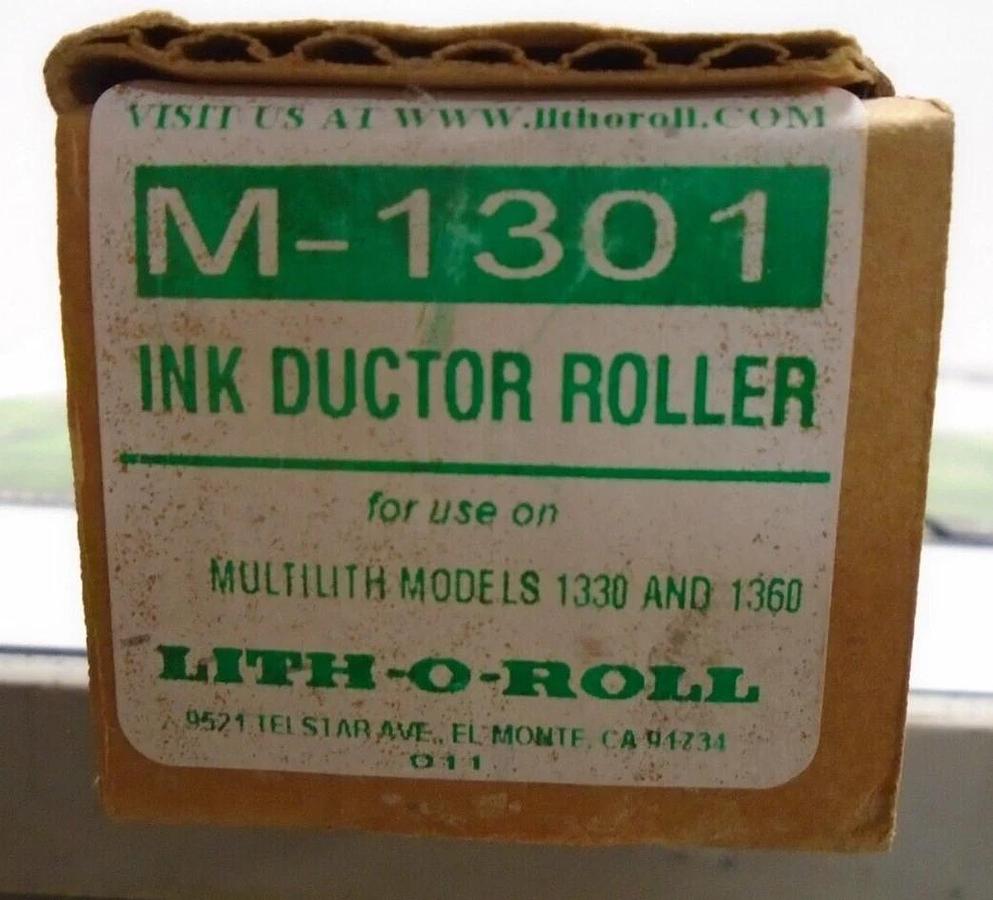 VISIT US AT WWW.lithoroll.COM
M-1301
INK DUCTOR ROLLER
for use on
MULTILITH MODELS 1330 AND 1360
LITH-O-ROLL
9521 TELSTAR AVE., EL MONTE, CA 91734
011